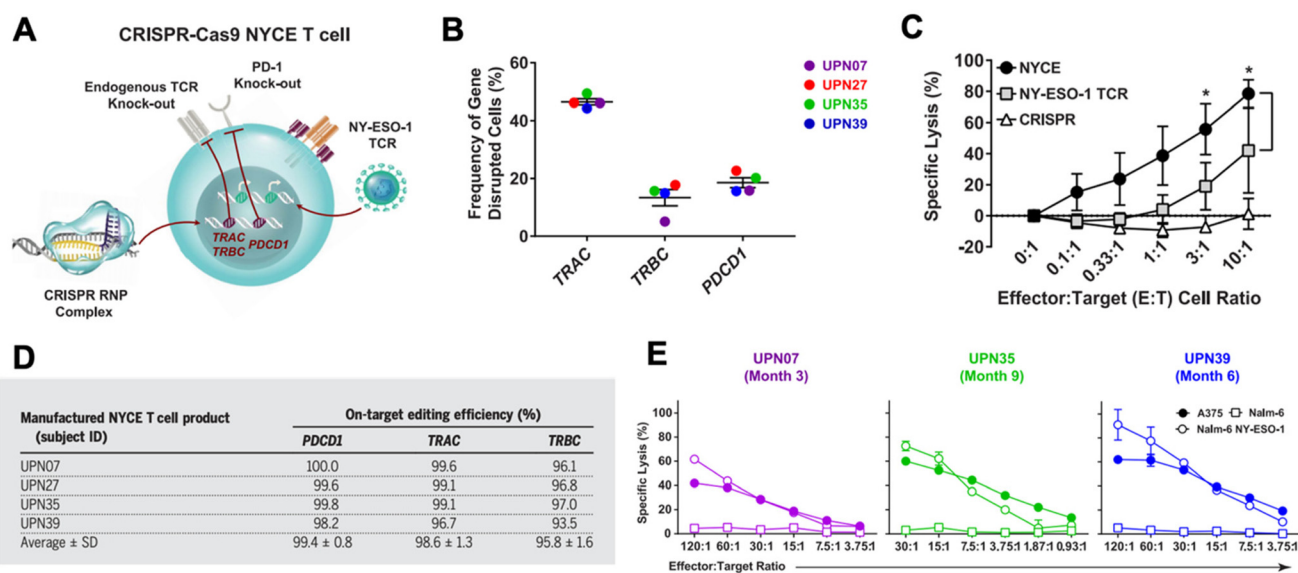 A
CRISPR-Cas9 NYCE T cell
Endogenous TCR
Knock-out
PD-1
Knock-out
NY-ESO-1
TCR
TRAC
TRBC
PDCD1
CRISPR RNP
Complex
B
Frequency of Gene
Disrupted Cells (%)
60
40
20
0
TRAC
TRBC
PDCD1
UPN07
UPN27
UPN35
UPN39
C
Specific Lysis (%)
100
80
60
40
20
0
-20
NYCE
NY-ESO-1 TCR
CRISPR
*
*
0:1
0.1:1
0.33:1
1:1
3:1
10:1
Effector:Target (E:T) Cell Ratio
D
Manufactured NYCE T cell product
(subject ID)
On-target editing efficiency (%)
PDCD1 TRAC TRBC
UPN07 100.0 99.6 96.1
UPN27 99.6 99.1 96.8
UPN35 99.8 99.1 97.0
UPN39 98.2 96.7 93.5
Average ± SD 99.4 ± 0.8 98.6 ± 1.3 95.8 ± 1.6
E
UPN07
(Month 3)
UPN35
(Month 9)
UPN39
(Month 6)
Specific Lysis (%)
100
80
60
40
20
0
A375 Nalm-6
Nalm-6 NY-ESO-1
120:1 60:1 30:1 15:1 7.5:1 3.75:1
30:1 15:1 7.5:1 3.75:1 1.87:1 0.93:1
120:1 60:1 30:1 15:1 7.5:1 3.75:1
Effector:Target Ratio